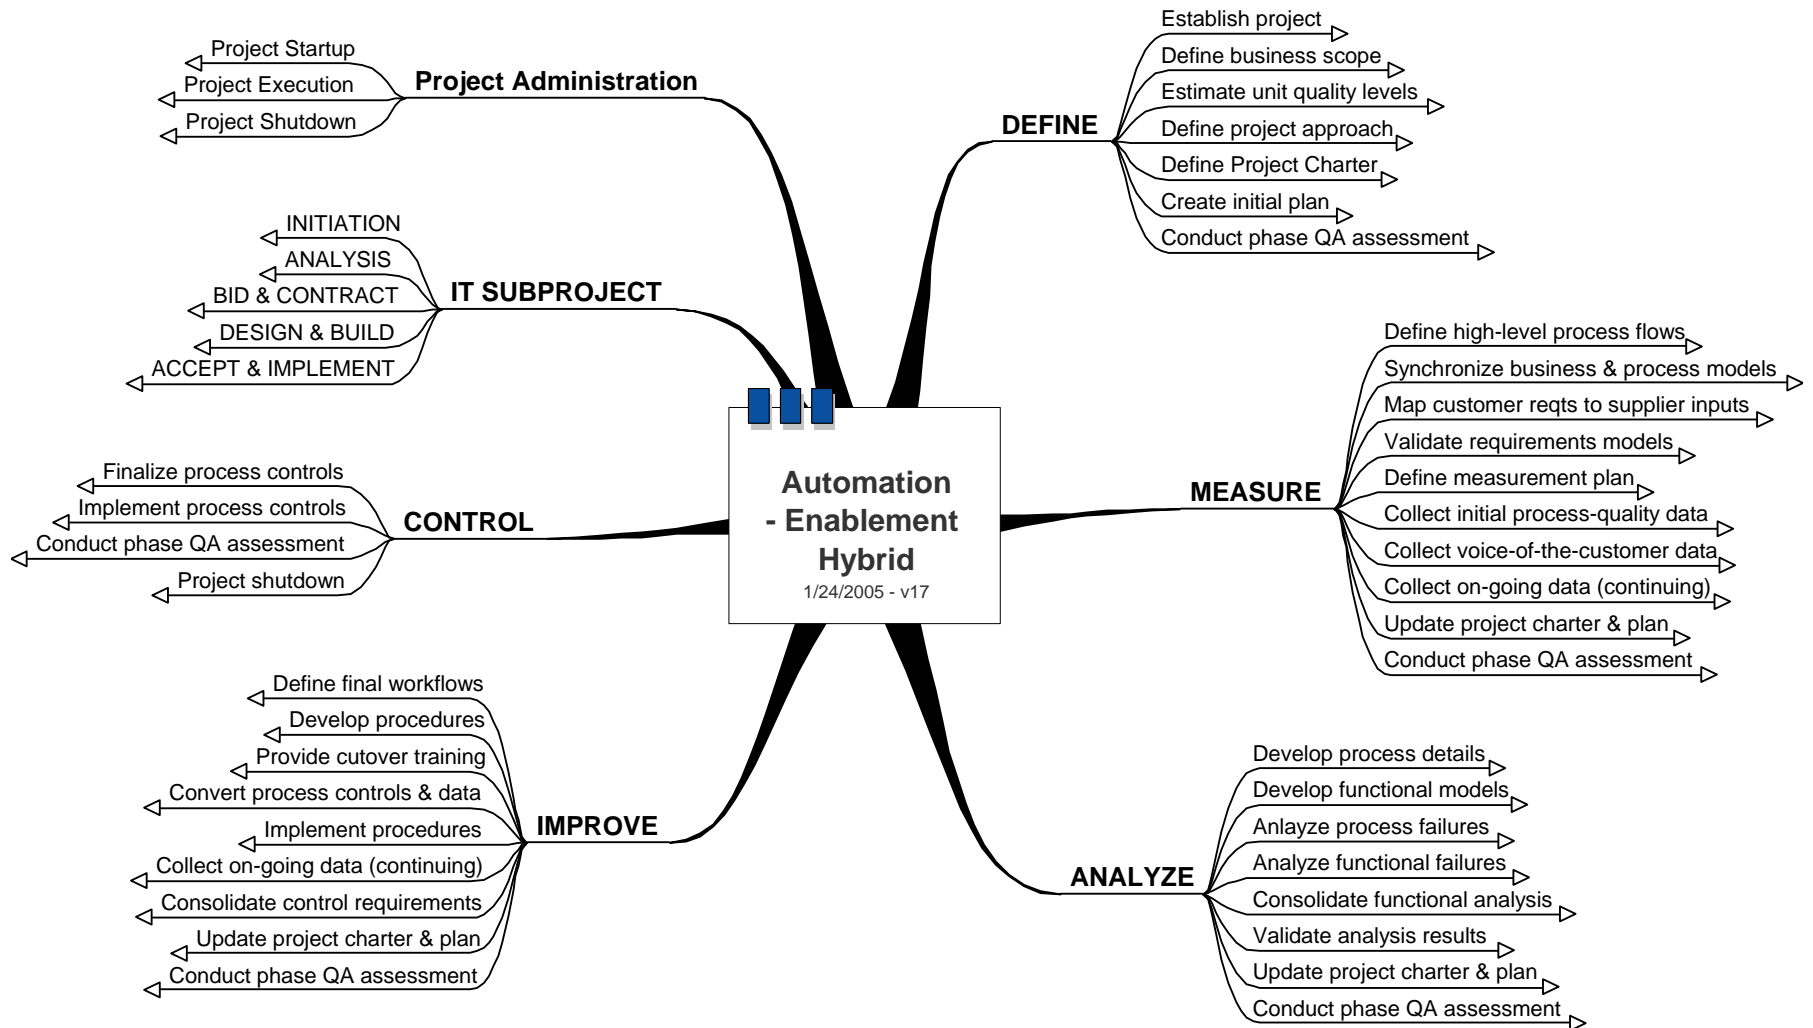 Automation
- Enablement
Hybrid
1/24/2005 - v17
Project Administration
Project Startup
Project Execution
Project Shutdown
IT SUBPROJECT
INITIATION
ANALYSIS
BID & CONTRACT
DESIGN & BUILD
ACCEPT & IMPLEMENT
CONTROL
Finalize process controls
Implement process controls
Conduct phase QA assessment
Project shutdown
IMPROVE
Define final workflows
Develop procedures
Provide cutover training
Convert process controls & data
Implement procedures
Collect on-going data (continuing)
Consolidate control requirements
Update project charter & plan
Conduct phase QA assessment
DEFINE
Establish project
Define business scope
Estimate unit quality levels
Define project approach
Define Project Charter
Create initial plan
Conduct phase QA assessment
MEASURE
Define high-level process flows
Synchronize business & process models
Map customer reqts to supplier inputs
Validate requirements models
Define measurement plan
Collect initial process-quality data
Collect voice-of-the-customer data
Collect on-going data (continuing)
Update project charter & plan
Conduct phase QA assessment
ANALYZE
Develop process details
Develop functional models
Anlayze process failures
Analyze functional failures
Consolidate functional analysis
Validate analysis results
Update project charter & plan
Conduct phase QA assessment